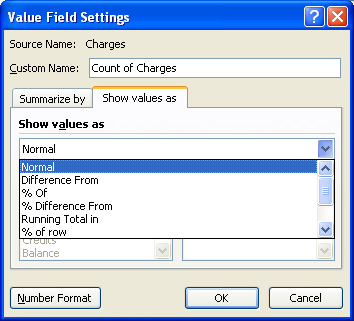 Value Field Settings
Source Name: Charges
Custom Name: Count of Charges
Summarize by Show values as
Show values as
Normal
Normal
Difference From
% Of
% Difference From
Running Total in
% of row
Credits
Balance
Number Format OK Cancel